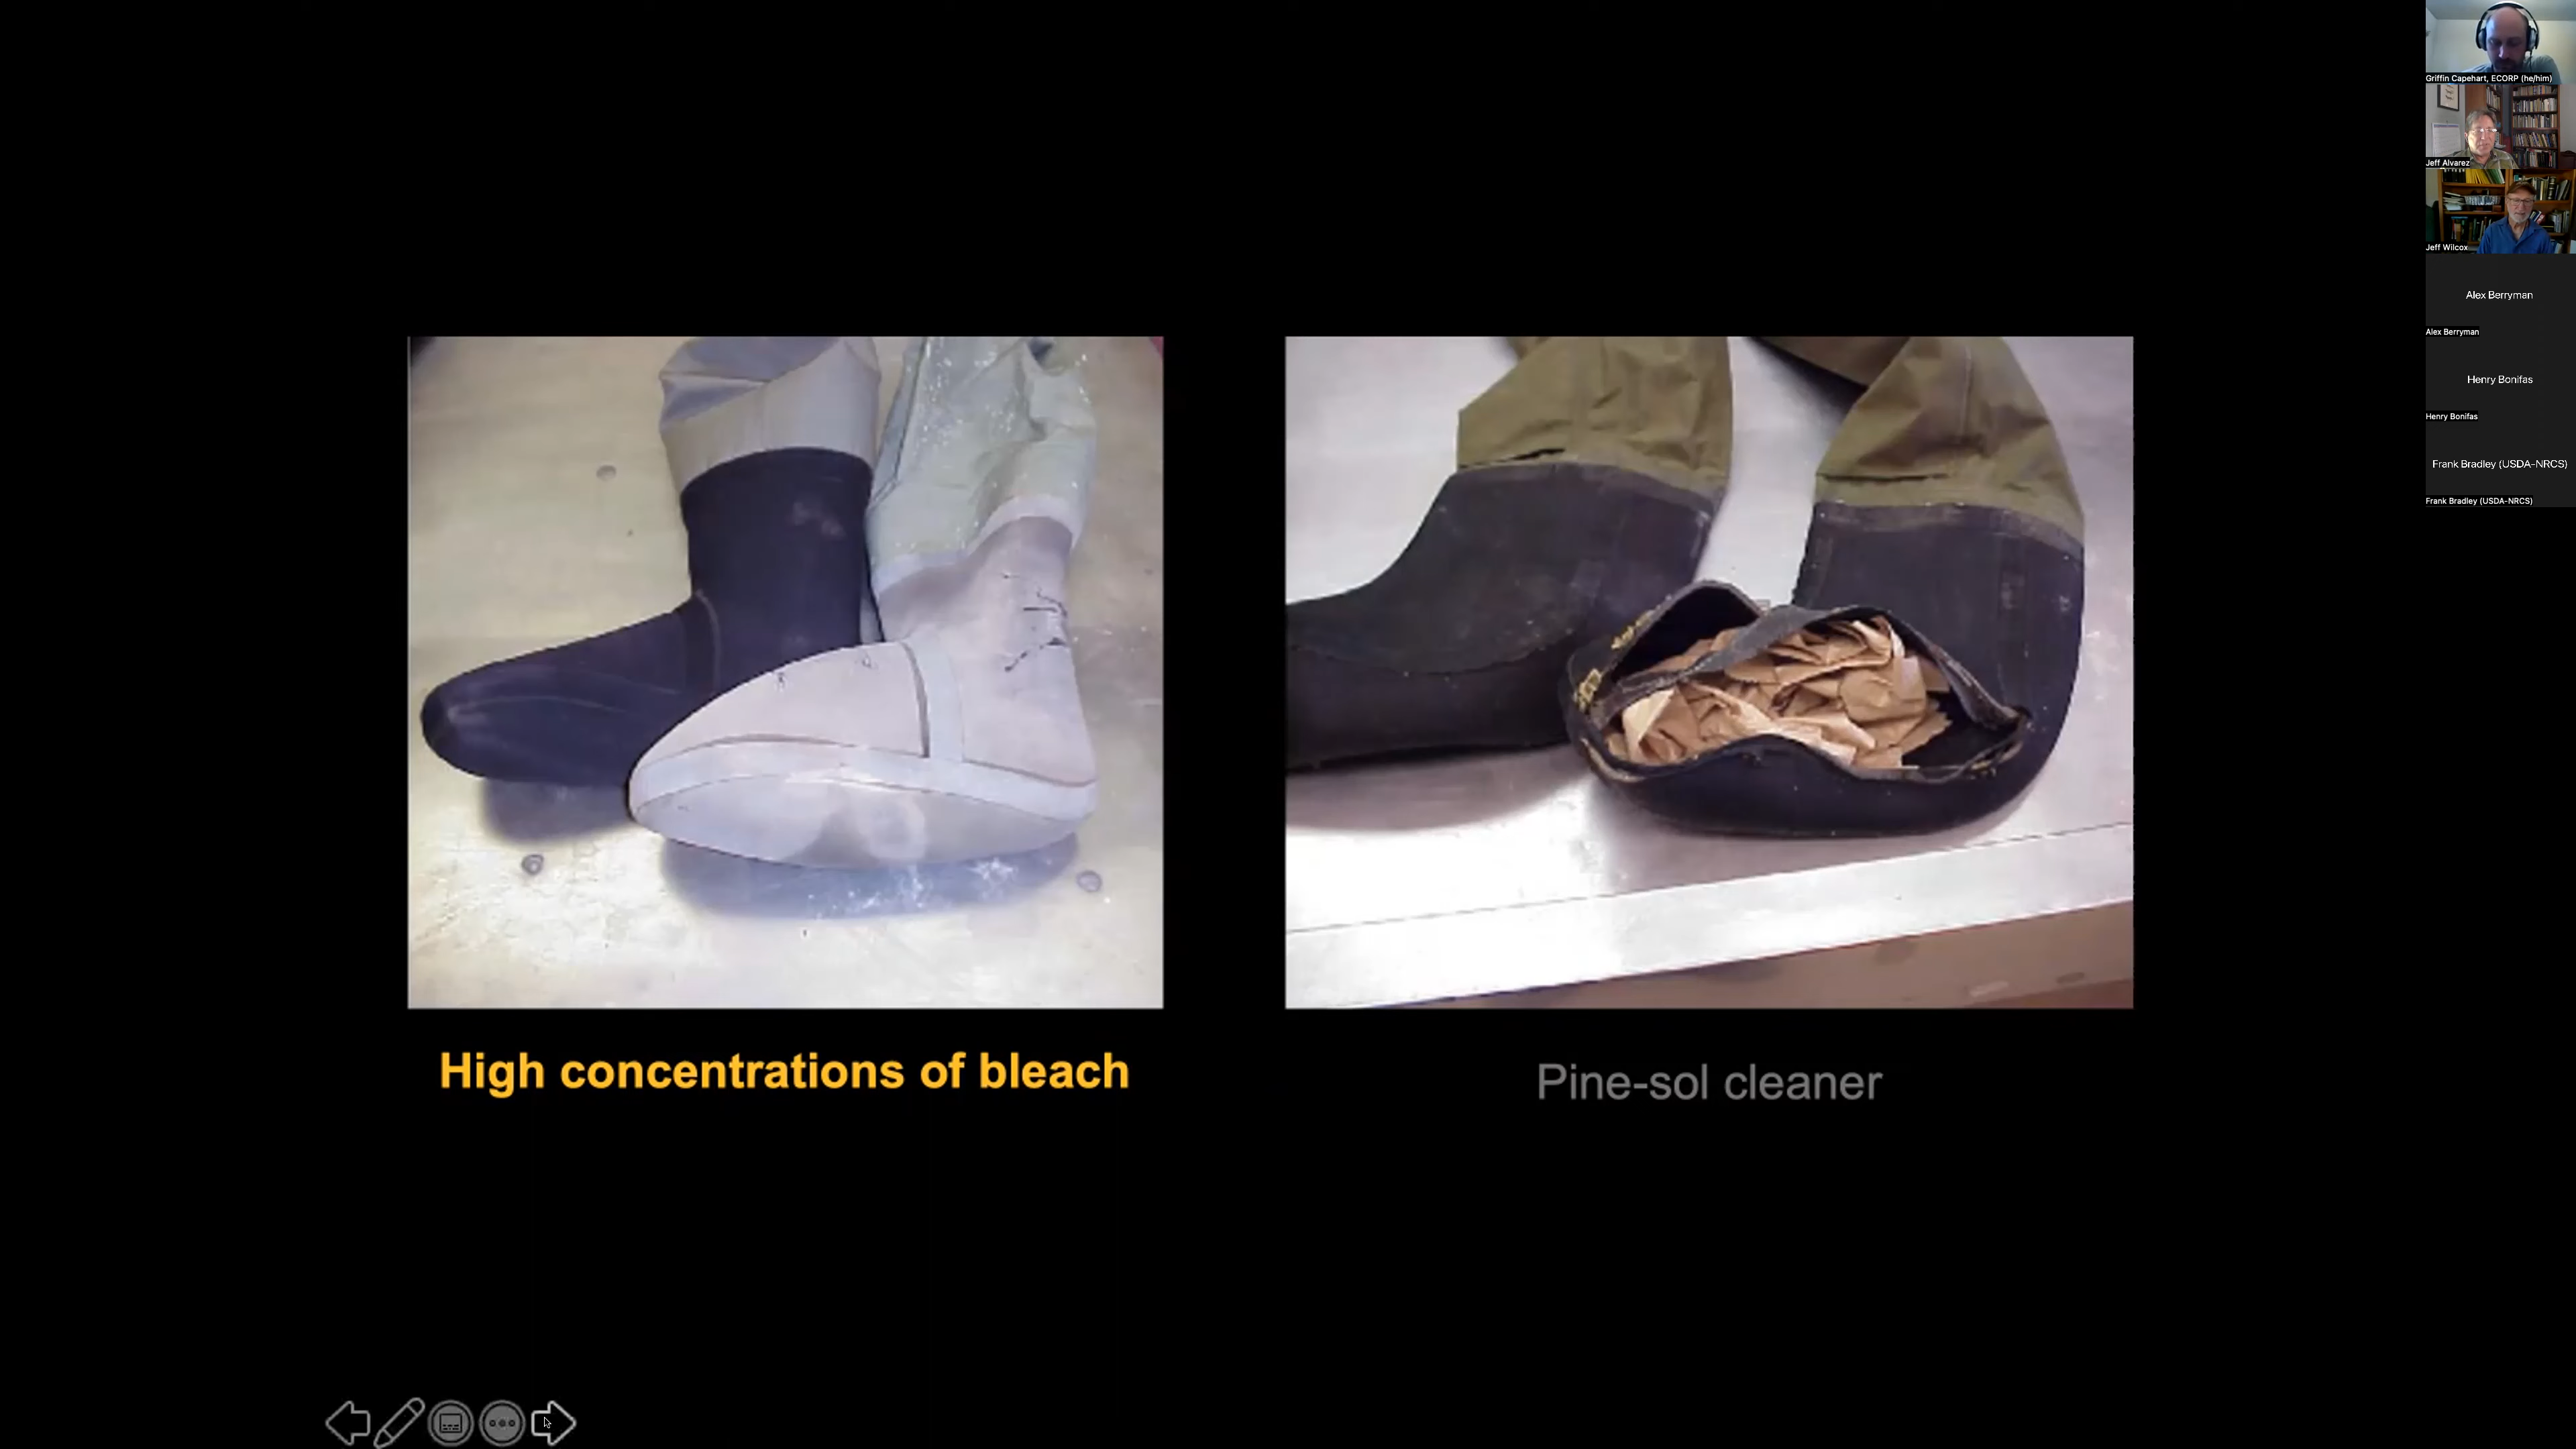 High concentrations of bleach
Pine-sol cleaner
Griffin Capehart, ECORP (he/him)
Jeff Alvarez
Jeff Wilcox
Alex Berryman
Alex Berryman
Henry Bonifas
Henry Bonifas
Frank Bradley (USDA-NRCS)
Frank Bradley (USDA-NRCS)